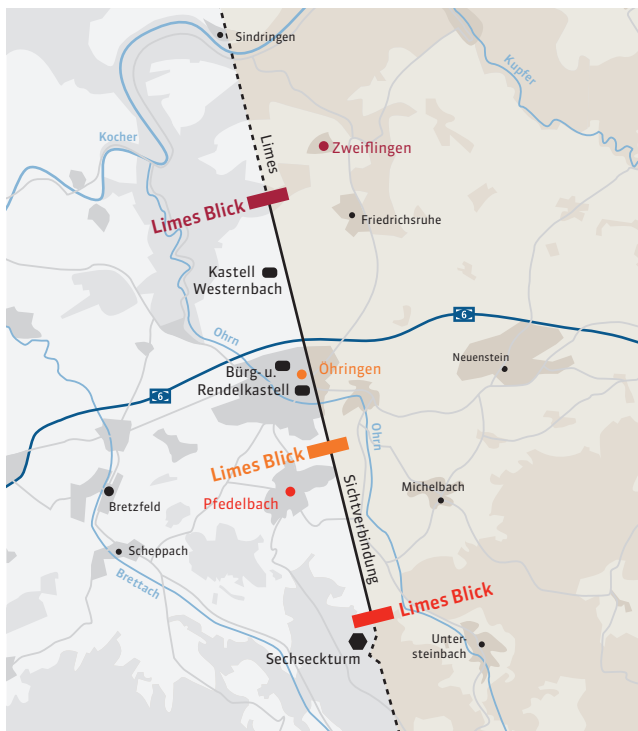 Sindringen
Kupfer
Kocher
Limes
Zweiflingen
Limes Blick
Friedrichsruhe
Kastell
Westernbach
6
Ohrn
Neuenstein
Bürg- u.
Rendelkastell
Öhringen
6
Ohrn
Limes Blick
Sichtverbindung
Michelbach
Pfedelbach
Bretzfeld
Scheppach
Brettach
Limes Blick
Unter-
steinbach
Sechseckturm